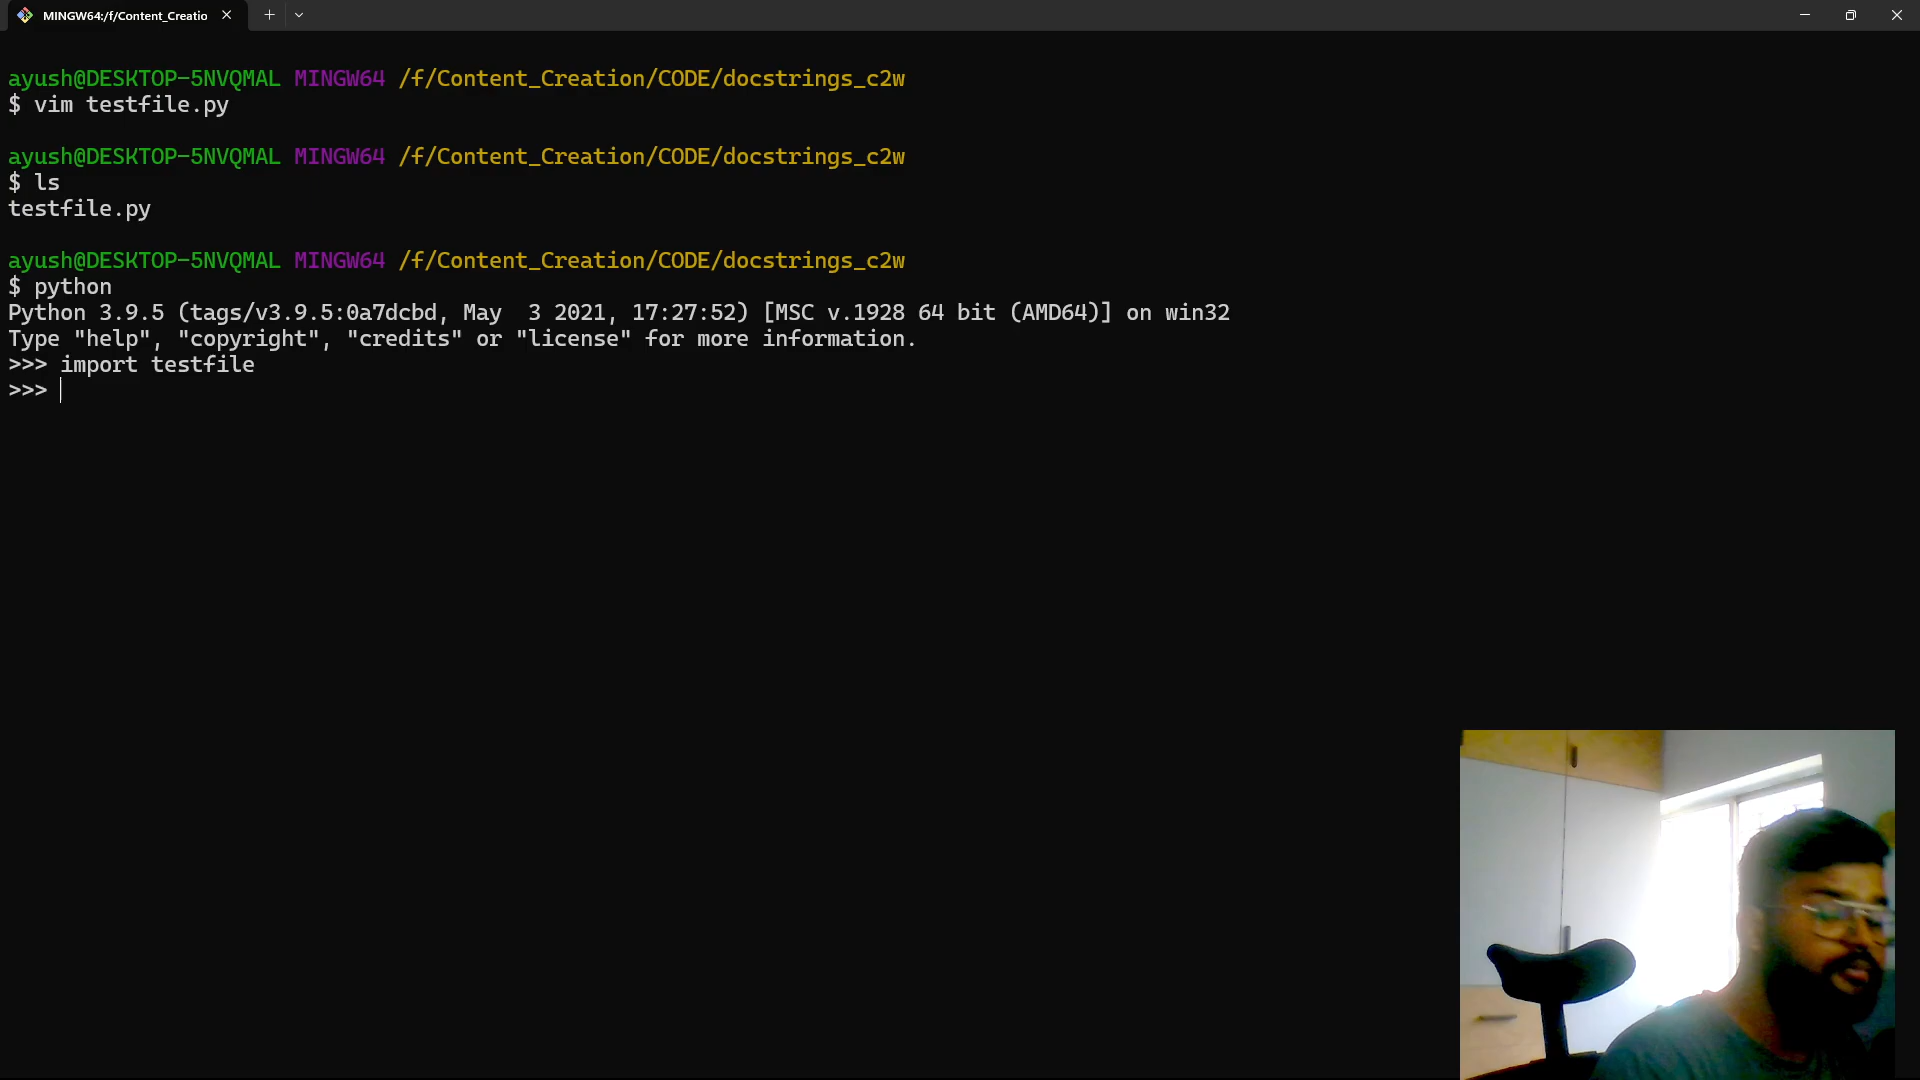 MINGW64:/f/Content_Creatio
ayush@DESKTOP-5NVQMAL MINGW64 /f/Content_Creation/CODE/docstrings_c2w
$ vim testfile.py
ayush@DESKTOP-5NVQMAL MINGW64 /f/Content_Creation/CODE/docstrings_c2w
$ ls
testfile.py
ayush@DESKTOP-5NVQMAL MINGW64 /f/Content_Creation/CODE/docstrings_c2w
$ python
Python 3.9.5 (tags/v3.9.5:0a7dcbd, May  3 2021, 17:27:52) [MSC v.1928 64 bit (AMD64)] on win32
Type "help", "copyright", "credits" or "license" for more information.
>>> import testfile
>>>